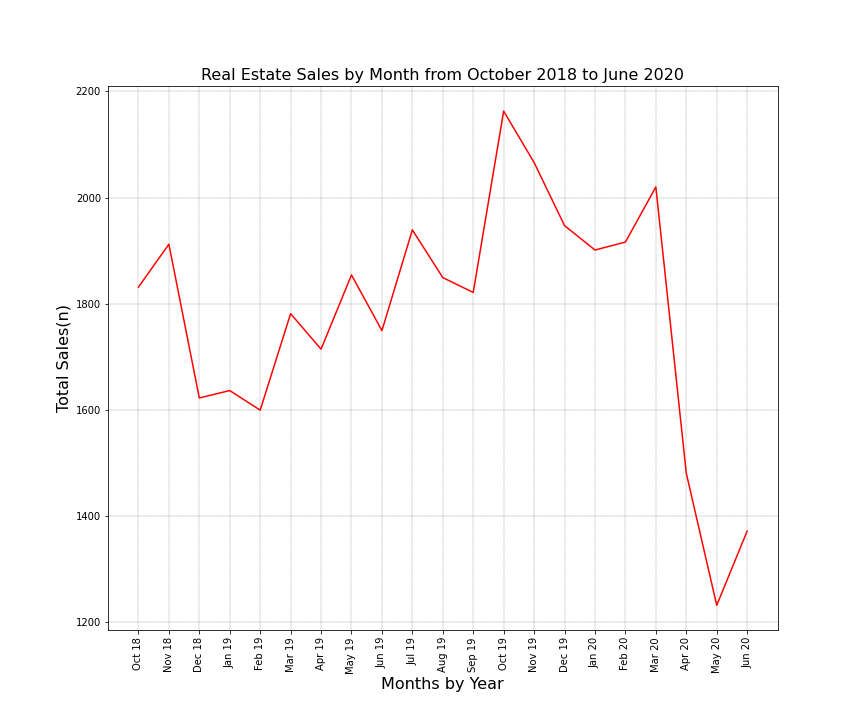 Real Estate Sales by Month from October 2018 to June 2020
2200
2000
1800
1600
1400
1200
Total Sales(n)
Oct 18
Nov 18
Dec 18
Jan 19
Feb 19
Mar 19
Apr 19
May 19
Jun 19
Jul 19
Aug 19
Sep 19
Oct 19
Nov 19
Dec 19
Jan 20
Feb 20
Mar 20
Apr 20
May 20
Jun 20
Months by Year